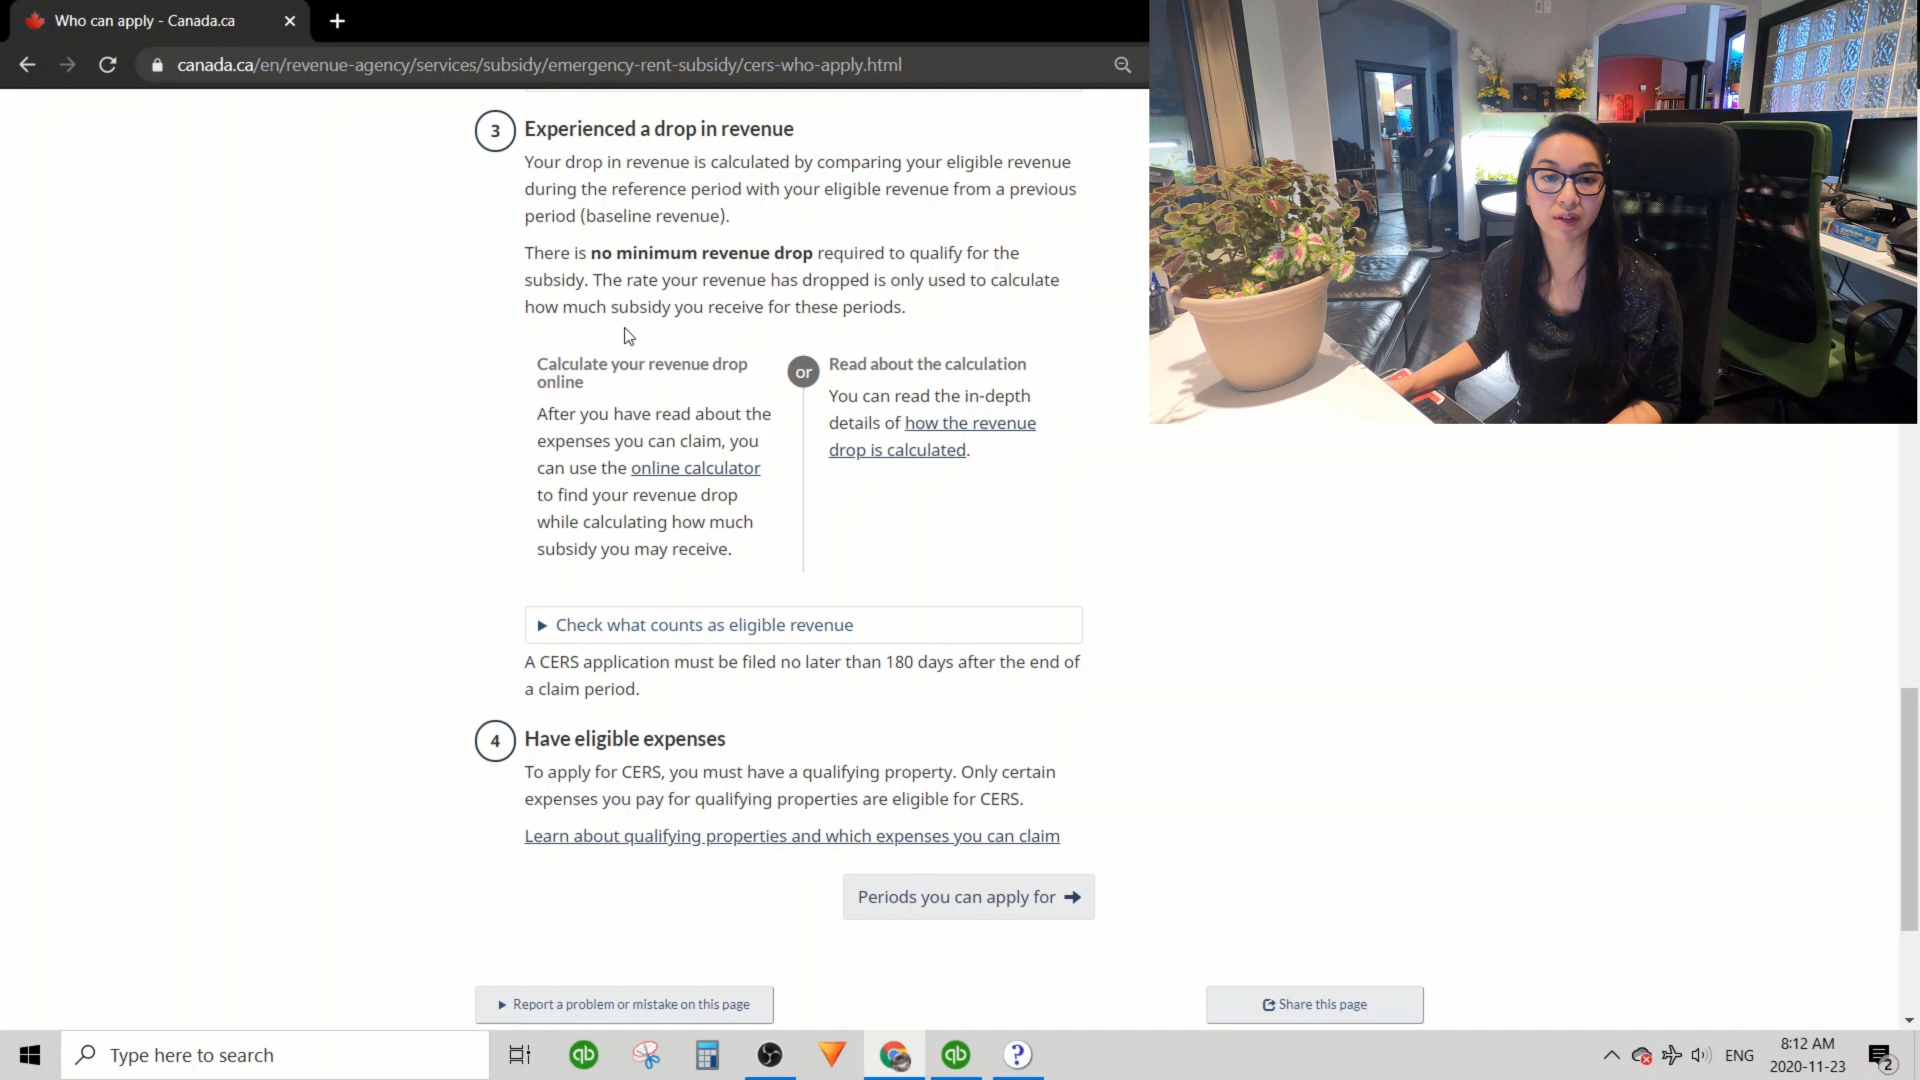 Who can apply - Canada.ca
canada.ca/en/revenue-agency/services/subsidy/emergency-rent-subsidy/cers-who-apply.html
3 Experienced a drop in revenue
Your drop in revenue is calculated by comparing your eligible revenue
during the reference period with your eligible revenue from a previous
period (baseline revenue).
There is no minimum revenue drop required to qualify for the
subsidy. The rate your revenue has dropped is only used to calculate
how much subsidy you receive for these periods.
Calculate your revenue drop
online
After you have read about the
expenses you can claim, you
can use the online calculator
to find your revenue drop
while calculating how much
subsidy you may receive.
or
Read about the calculation
You can read the in-depth
details of how the revenue
drop is calculated.
Check what counts as eligible revenue
A CERS application must be filed no later than 180 days after the end of
a claim period.
4 Have eligible expenses
To apply for CERS, you must have a qualifying property. Only certain
expenses you pay for qualifying properties are eligible for CERS.
Learn about qualifying properties and which expenses you can claim
Periods you can apply for
Report a problem or mistake on this page
Share this page
Type here to search
qb
qb
?
ENG
8:12 AM
2020-11-23
2